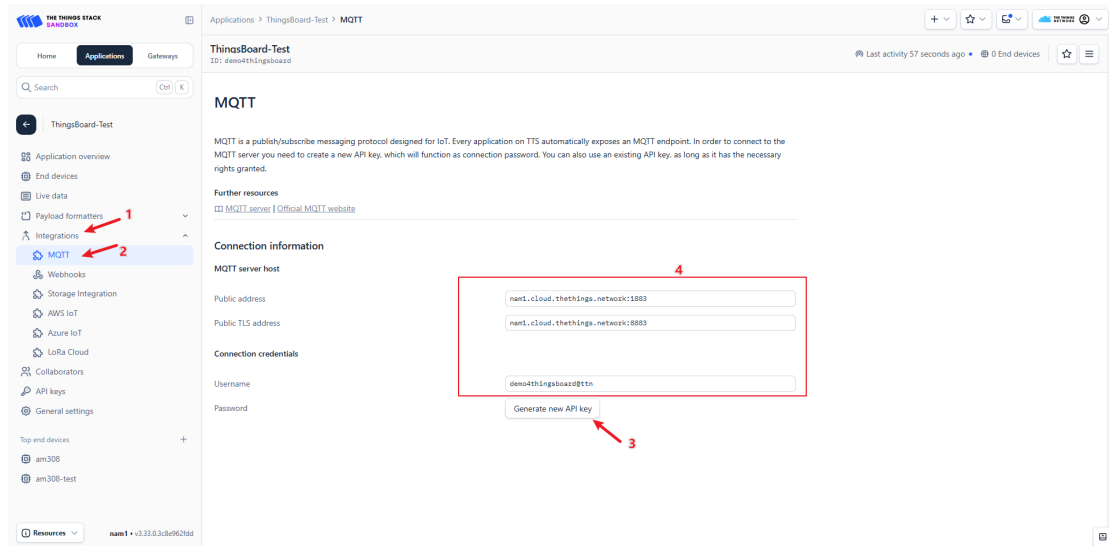 THE THINGS STACK
SANDBOX
Applications > ThingsBoard-Test > MQTT
THE THINGS
NETWORK
Home Applications Gateways
ThingsBoard-Test
ID: demo4thingsboard
Last activity 57 seconds ago • 0 End devices
Search Ctrl K
MQTT
ThingsBoard-Test
MQTT is a publish/subscribe messaging protocol designed for IoT. Every application on TTS automatically exposes an MQTT endpoint. In order to connect to the
MQTT server you need to create a new API key, which will function as connection password. You can also use an existing API key, as long as it has the necessary
rights granted.
Further resources
MQTT server | Official MQTT website
Application overview
End devices
Live data
Payload formatters
1
Integrations
MQTT
2
Webhooks
Storage Integration
AWS IoT
Azure IoT
LoRa Cloud
Collaborators
API keys
General settings
Top end devices +
am308
am308-test
Resources
nam1 • v3.33.0.3c8e962fdd
Connection information
MQTT server host
4
Public address nam1.cloud.thethings.network:1883
Public TLS address nam1.cloud.thethings.network:8883
Connection credentials
Username demo4thingsboard@ttn
Password Generate new API key
3